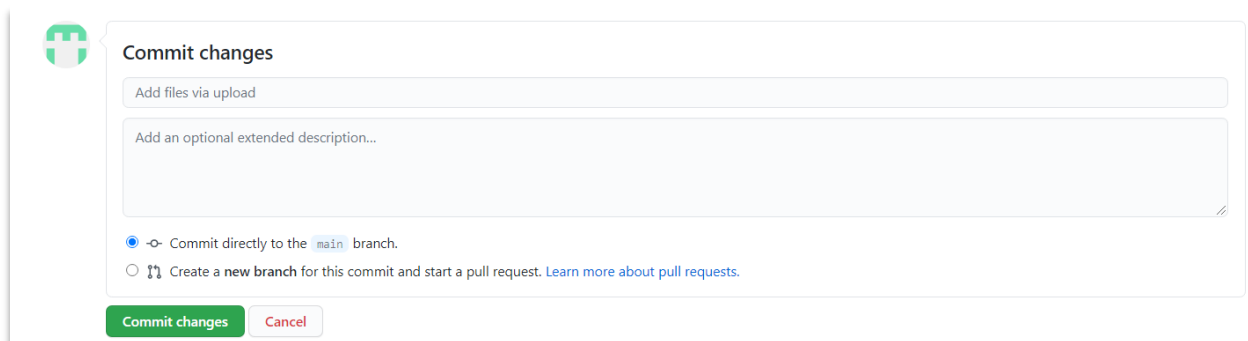 Commit changes
Add files via upload
Add an optional extended description...
Commit directly to the main branch.
Create a new branch for this commit and start a pull request. Learn more about pull requests.
Commit changes Cancel